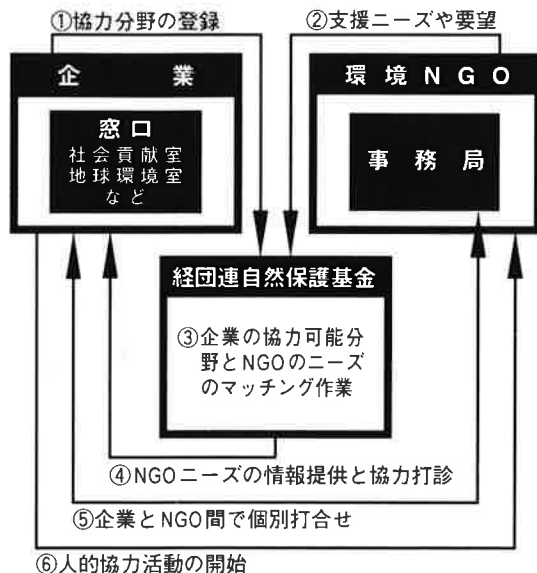 ①協力分野の登録
②支援ニーズや要望
企業
環境NGO
窓口
社会貢献室
地球環境室
など
事務局
経団連自然保護基金
③企業の協力可能分
野とNGOのニーズ
のマッチング作業
④NGOニーズの情報提供と協力打診
⑤企業とNGO間で個別打合せ
⑥人的協力活動の開始